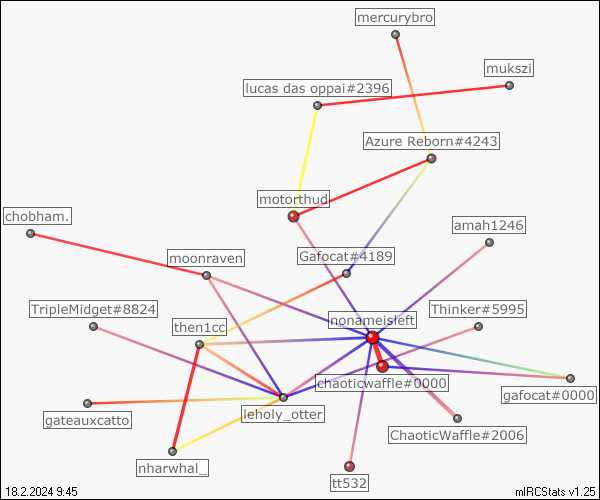 mercurybro
mukszi
lucas das oppai#2396
Azure Reborn#4243
motorthud
chobham.
amah1246
moonraven
Gafocat#4189
TripleMidget#8824
nonameisleft
Thinker#5995
then1cc
chaoticwaffle#0000
gafocat#0000
gateauxcatto
leholy_otter
ChaoticWaffle#2006
nharwhal_
tt532
18.2.2024 9:45
mIRCStats v1.25